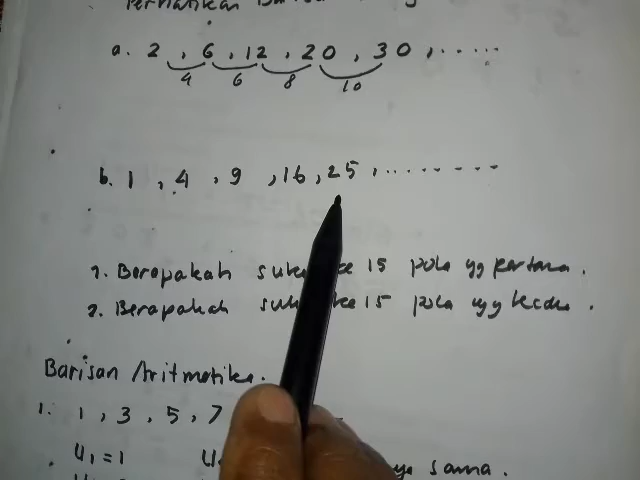 Perhatikan Baris
a. 2 , 6 , 12 , 20 , 30 , ......
4 6 8 10
b. 1 , 4 , 9 , 16 , 25 , ..........
1. Berapakah suku ke 15 pola yg pertama .
2. Berapakah suku ke 15 pola yg kedua .
Barisan Aritmatika.
1. 1 , 3 , 5 , 7
U1 = 1 sama .